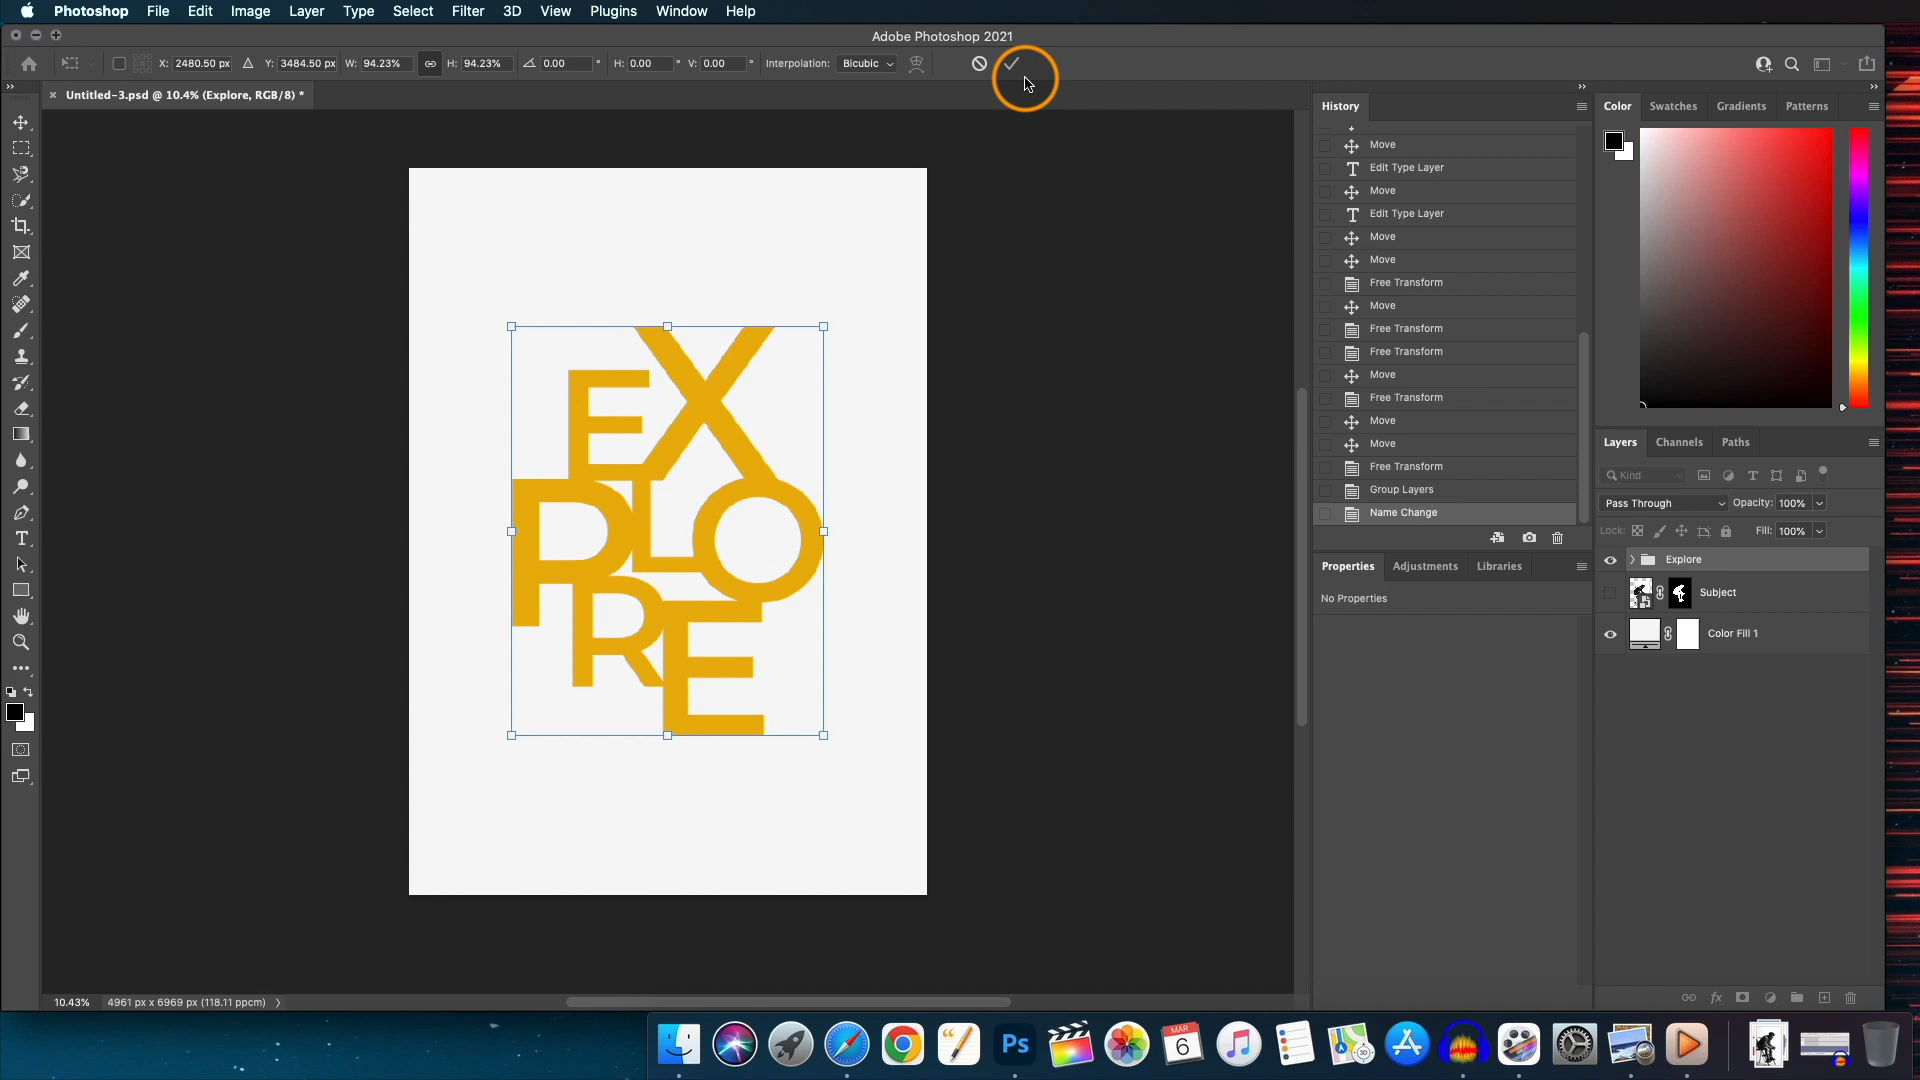 Photoshop File Edit Image Layer Type Select Filter 3D View Plugins Window Help
Adobe Photoshop 2021
X: 2480.50 px Y: 3484.50 px W: 94.23% H: 94.23% 0.00 ° H: 0.00 ° V: 0.00 ° Interpolation: Bicubic
Untitled-3.psd @ 10.4% (Explore, RGB/8) *
History
Move
Edit Type Layer
Move
Edit Type Layer
Move
Move
Free Transform
Move
Free Transform
Free Transform
Move
Free Transform
Move
Move
Free Transform
Group Layers
Name Change
Properties Adjustments Libraries
No Properties
Color Swatches Gradients Patterns
Layers Channels Paths
Kind
Pass Through Opacity: 100%
Lock: Fill: 100%
Explore
Subject
Color Fill 1
fx
EX
PLO
RE
10.43% 4961 px x 6969 px (118.11 ppcm)
Ps
MAR
6